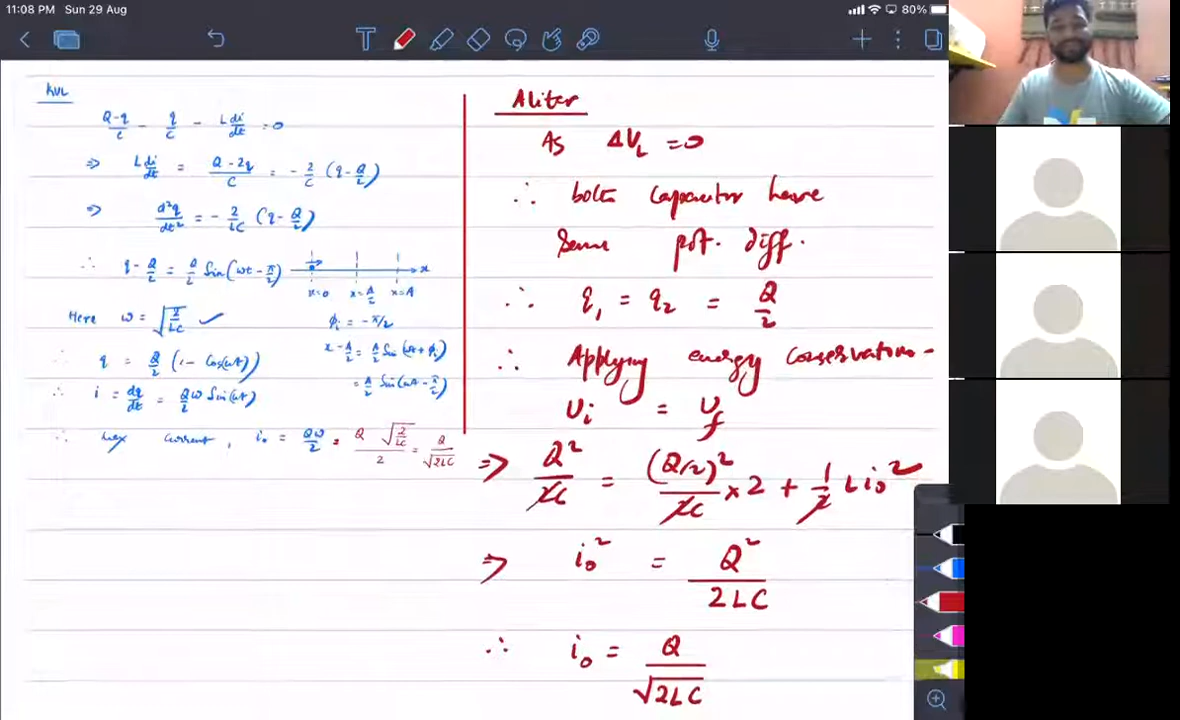 11:08 PM Sun 29 Aug
80%
KVL
Q-q/C - q/C - L di/dt = 0
⇒ L di/dt = Q-2q/C = -2/C (q-Q/2)
⇒ d²q/dt² = -2/LC (q-Q/2)
∴ q-Q/2 = Q/2 Sin(ωt-π/2)
x
x=0 x=A/2 x=A
Here ω = √(2/LC) ✓
φi = -π/2
x-A/2 = A/2 Sin(ωt+φi)
= A/2 Sin(ωt-π/2)
∴ q = Q/2 (1-Cos(ωt))
∴ i = dq/dt = Qω/2 Sin(ωt)
∴ Max current, i₀ = Qω/2 = Q √(2/LC)/2 = Q/√2LC
Aliter
As ΔV_L = 0
∴ both capacitor have
Same pot. diff.
∴ q₁ = q₂ = Q/2
∴ Applying energy conservation-
Ui = Uf
⇒ Q²/2C = (Q/2)²/2C × 2 + 1/2 L i₀²
⇒ i₀² = Q²/2LC
∴ i₀ = Q/√2LC